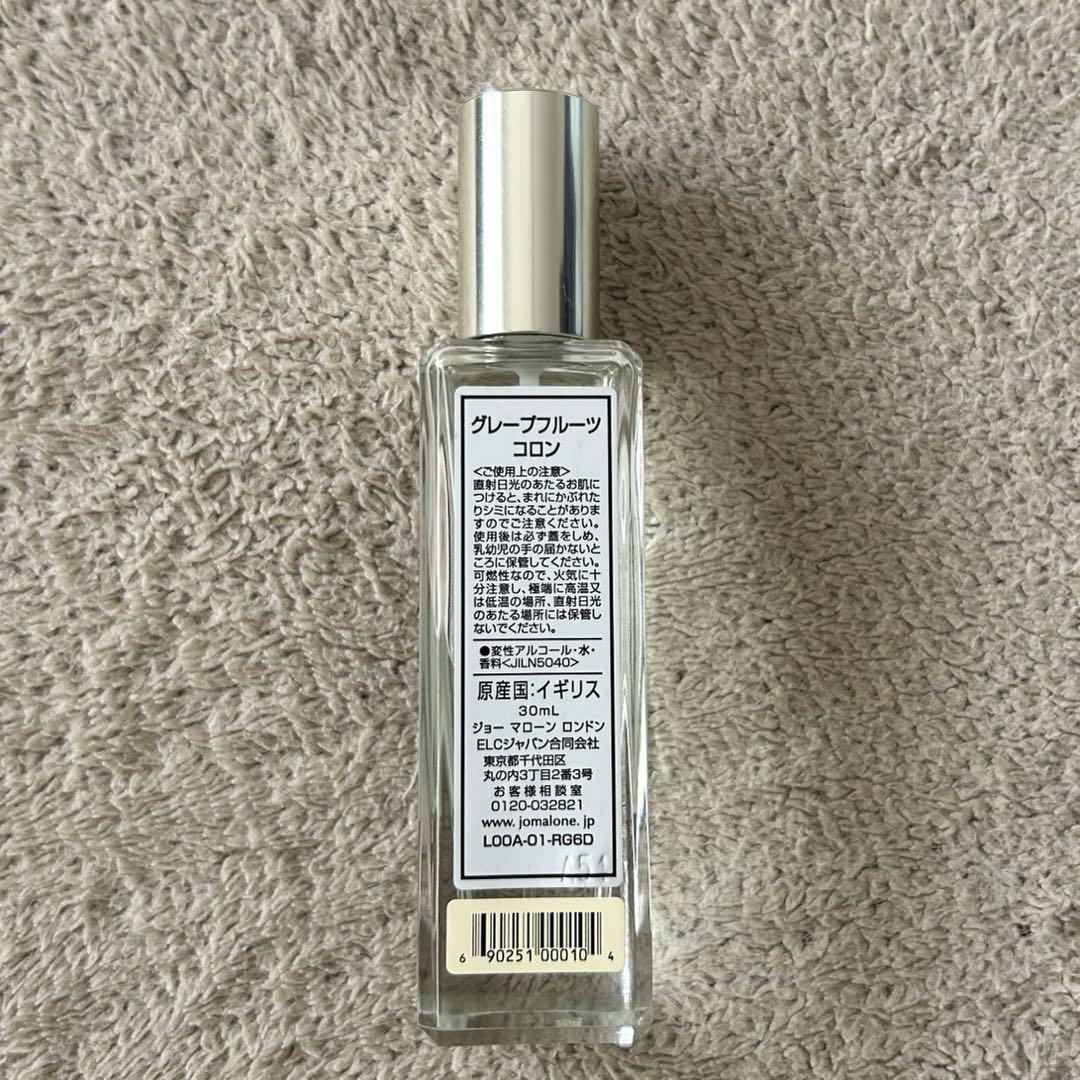 グレープフルーツ
コロン
<ご使用上の注意>
直射日光のあたるお肌に
つけると、まれにかぶれた
りシミになることがありま
すのでご注意ください。
使用後は必ず蓋をしめ、
乳幼児の手の届かないと
ころに保管してください。
可燃性なので、火気に十
分注意し、極端に高温又
は低温の場所、直射日光
のあたる場所には保管し
ないでください。
●変性アルコール・水・
香料<JILN5040>
原産国：イギリス
30mL
ジョー マローン ロンドン
ELCジャパン合同会社
東京都千代田区
丸の内3丁目2番3号
お客様相談室
0120-032821
www. jomalone. jp
L00A-01-RG6D
A51
6 90251 00010 4